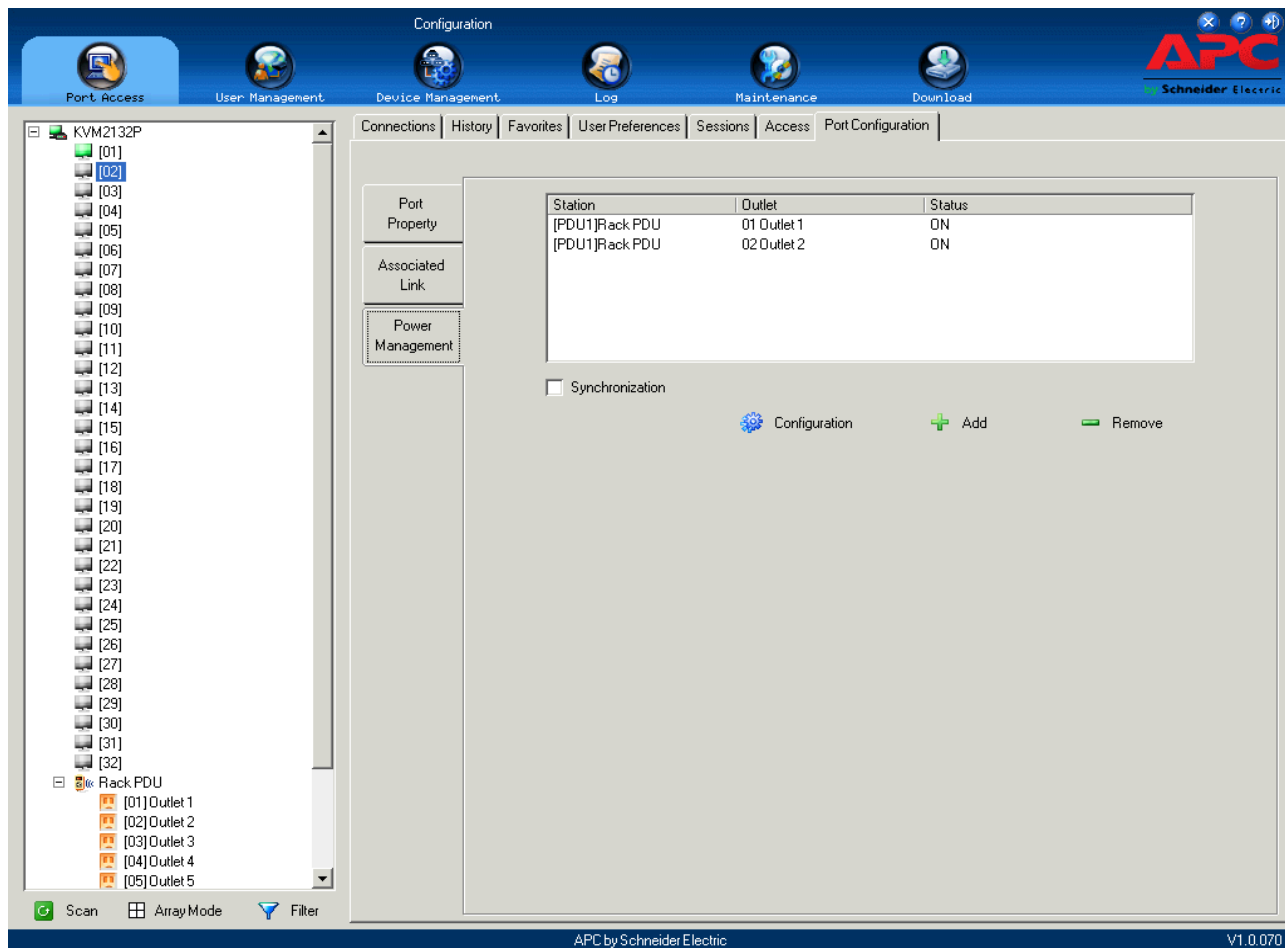 Configuration
APC
by Schneider Electric
Port Access
User Management
Device Management
Log
Maintenance
Download
KVM2132P
[01]
[02]
[03]
[04]
[05]
[06]
[07]
[08]
[09]
[10]
[11]
[12]
[13]
[14]
[15]
[16]
[17]
[18]
[19]
[20]
[21]
[22]
[23]
[24]
[25]
[26]
[27]
[28]
[29]
[30]
[31]
[32]
Rack PDU
[01]Outlet 1
[02]Outlet 2
[03]Outlet 3
[04]Outlet 4
[05]Outlet 5
Scan Array Mode Filter
Connections History Favorites User Preferences Sessions Access Port Configuration
Port
Property
Associated
Link
Power
Management
Station Outlet Status
[PDU1]Rack PDU 01 Outlet 1 ON
[PDU1]Rack PDU 02 Outlet 2 ON
Synchronization
Configuration Add Remove
APC by Schneider Electric
V1.0.070